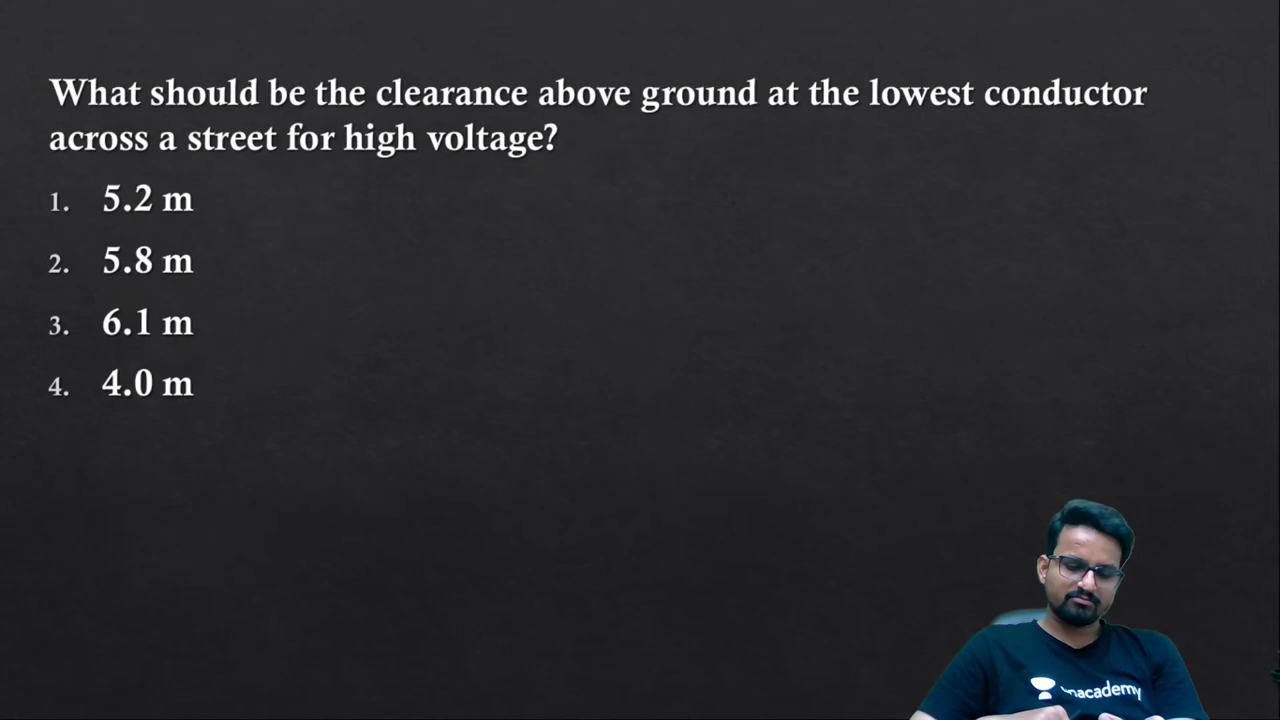 What should be the clearance above ground at the lowest conductor
across a street for high voltage?
1. 5.2 m
2. 5.8 m
3. 6.1 m
4. 4.0 m
unacademy